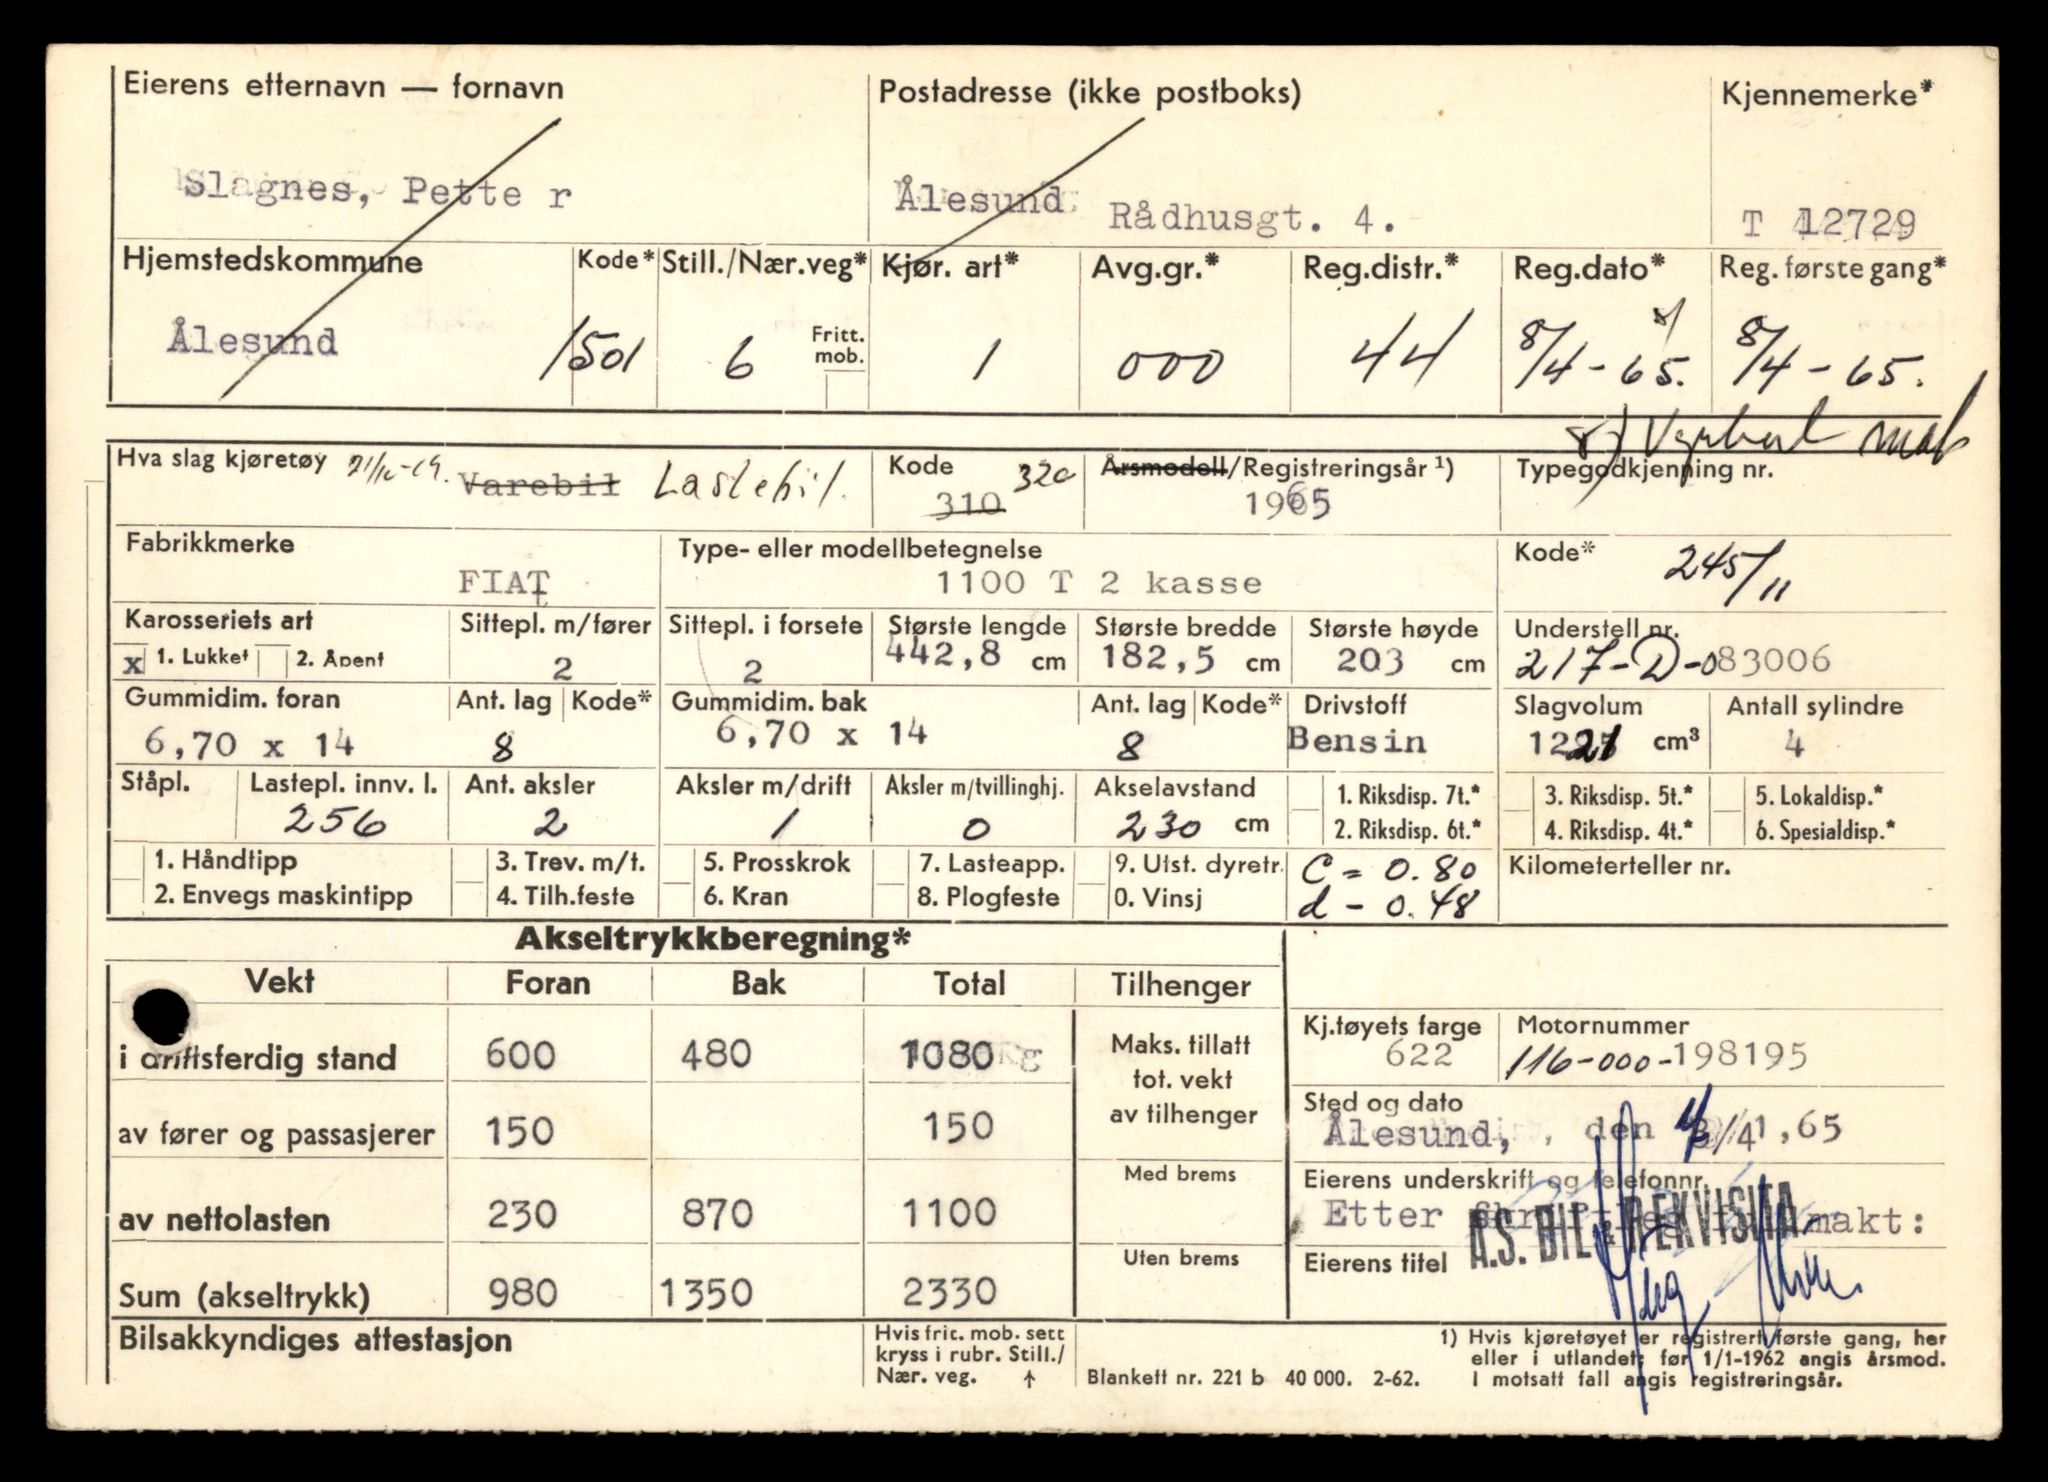 Eierens etternavn — fornavn Postadresse (ikke postboks) Kjennemerke*
Slagnes, Pette r Ålesund Rådhusgt. 4. T 12729
Hjemstedskommune Kode* Still./Nær.veg* Kjør. art* Avg.gr.* Reg.distr.* Reg.dato* Reg. første gang*
Ålesund 1501 6 Fritt. mob. 1 000 44 8/4-65. x/ 8/4-65.
x)
Hva slag kjøretøy Varebil Lastebil. Kode 310 320 Årsmodell/Registreringsår ¹) 1965 Typegodkjenning nr.
Fabrikkmerke Type- eller modellbetegnelse Kode* 245/11
FIAT 1100 T 2 kasse
Karosseriets art Sittepl. m/fører Sittepl. i forsete Største lengde Største bredde Største høyde Understell nr.
x 1. Lukket 2. Åpent 2 2 442,8 cm 182,5 cm 203 cm 217-D-083006
Gummidim. foran Ant. lag Kode* Gummidim. bak Ant. lag Kode* Drivstoff Slagvolum Antall sylindre
6,70 x 14 8 6,70 x 14 8 Bensin 1221 cm³ 4
Ståpl. Lastepl. innv. l. Ant. aksler Aksler m/drift Aksler m/tvillinghj. Akselavstand 1. Riksdisp. 7t.* 3. Riksdisp. 5t.* 5. Lokaldisp.*
256 2 1 0 230 cm 2. Riksdisp. 6t.* 4. Riksdisp. 4t.* 6. Spesialdisp.*
1. Håndtipp 3. Trev. m/t. 5. Prosskrok 7. Lasteapp. 9. Utst. dyretr. C = 0.80 Kilometerteller nr.
2. Envegs maskintipp 4. Tilh.feste 6. Kran 8. Plogfeste 0. Vinsj d - 0.48
Akseltrykkberegning*
Vekt Foran Bak Total Tilhenger
Kj.tøyets farge Motornummer
i driftsferdig stand 600 480 1080 Maks. tillatt 622 116-000-198195
tot. vekt
av fører og passasjerer 150 150 av tilhenger Sted og dato
Ålesund, den /4 1,65
Med brems Eierens underskrift og telefonnr.
av nettolasten 230 870 1100 Etter makt:
A.S. BIL & REKVISITA
Uten brems Eierens titel
Sum (akseltrykk) 980 1350 2330
Bilsakkyndiges attestasjon Hvis frit. mob. sett 1) Hvis kjøretøyet er registrert første gang, her
kryss i rubr. Still./ eller i utlandet, før 1/1-1962 angis årsmod.
Nær. veg. ↑ Blankett nr. 221 b 40 000. 2-62. I motsatt fall angis registreringsår.